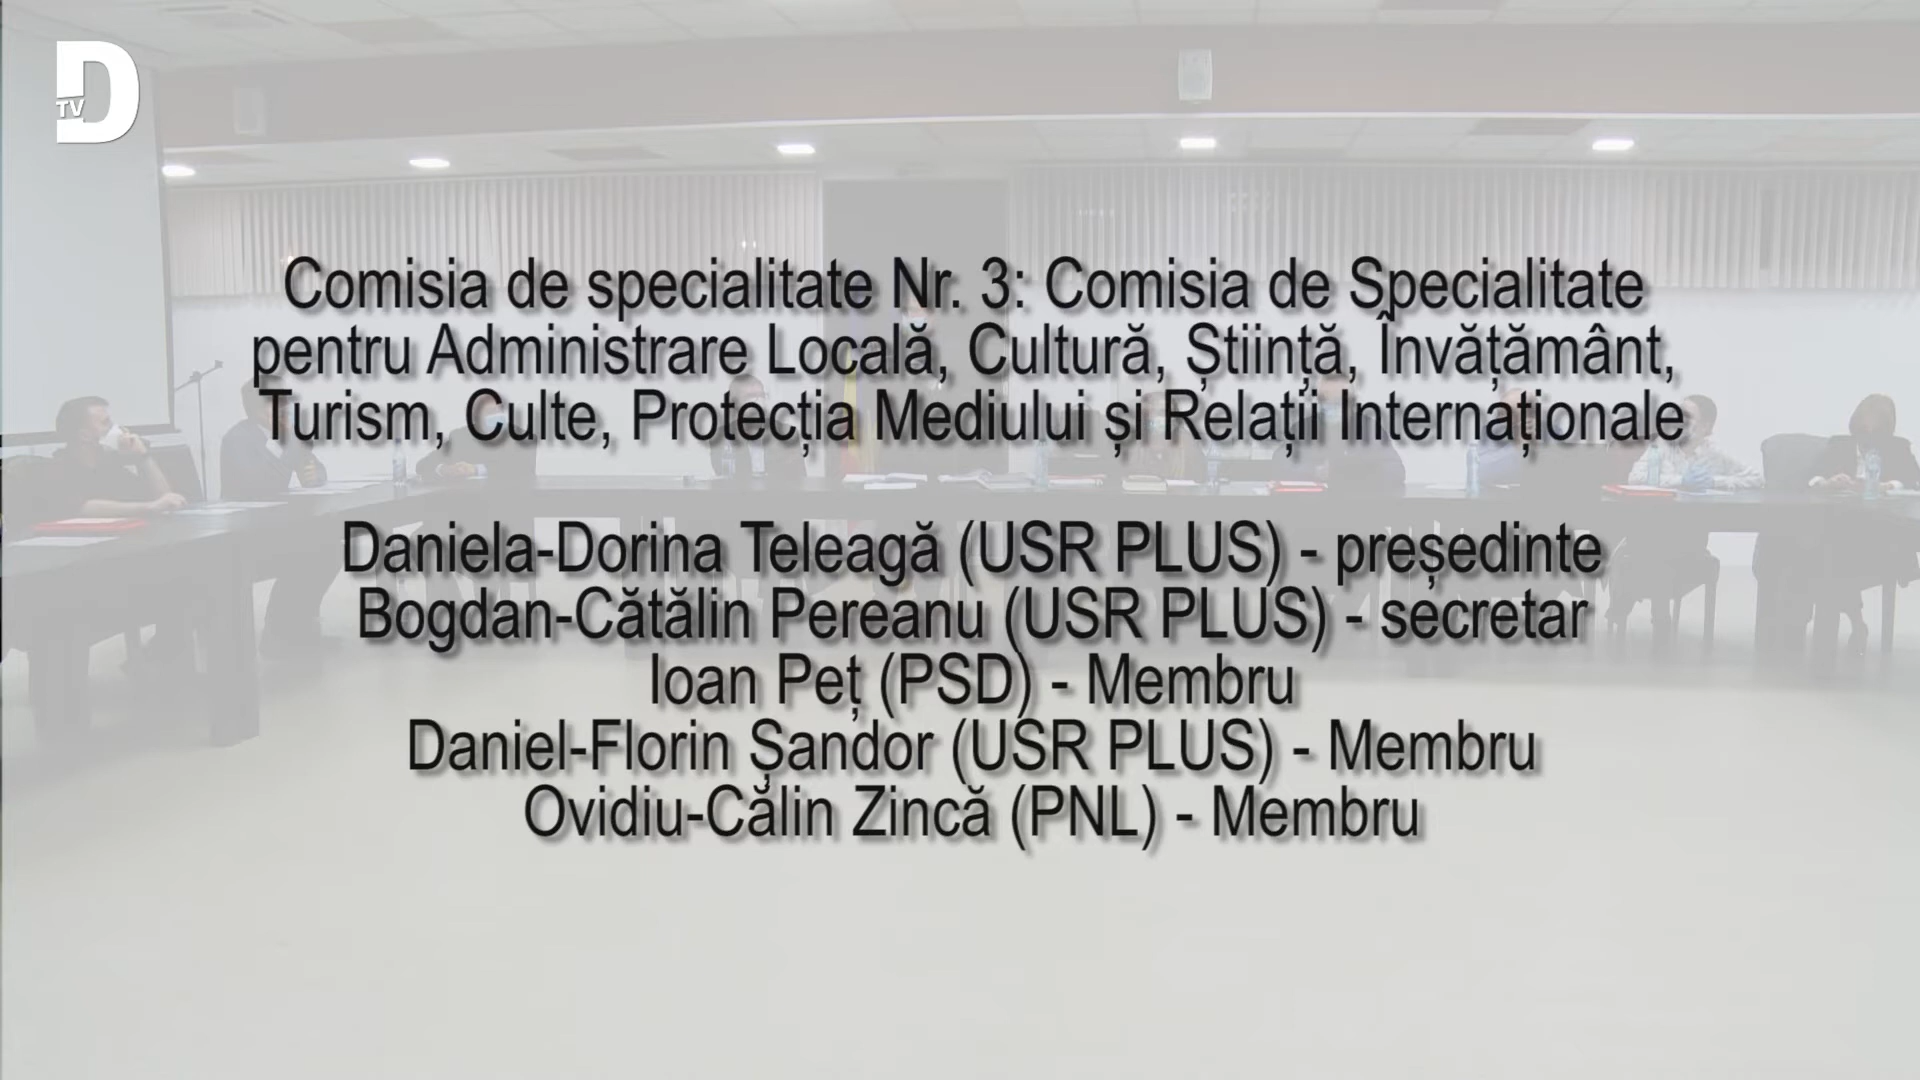 D
TV
Comisia de specialitate Nr. 3: Comisia de Specialitate
pentru Administrare Locală, Cultură, Știință, Învățământ,
Turism, Culte, Protecția Mediului și Relații Internaționale
Daniela-Dorina Teleagă (USR PLUS) - președinte
Bogdan-Cătălin Pereanu (USR PLUS) - secretar
Ioan Peț (PSD) - Membru
Daniel-Florin Șandor (USR PLUS) - Membru
Ovidiu-Călin Zincă (PNL) - Membru